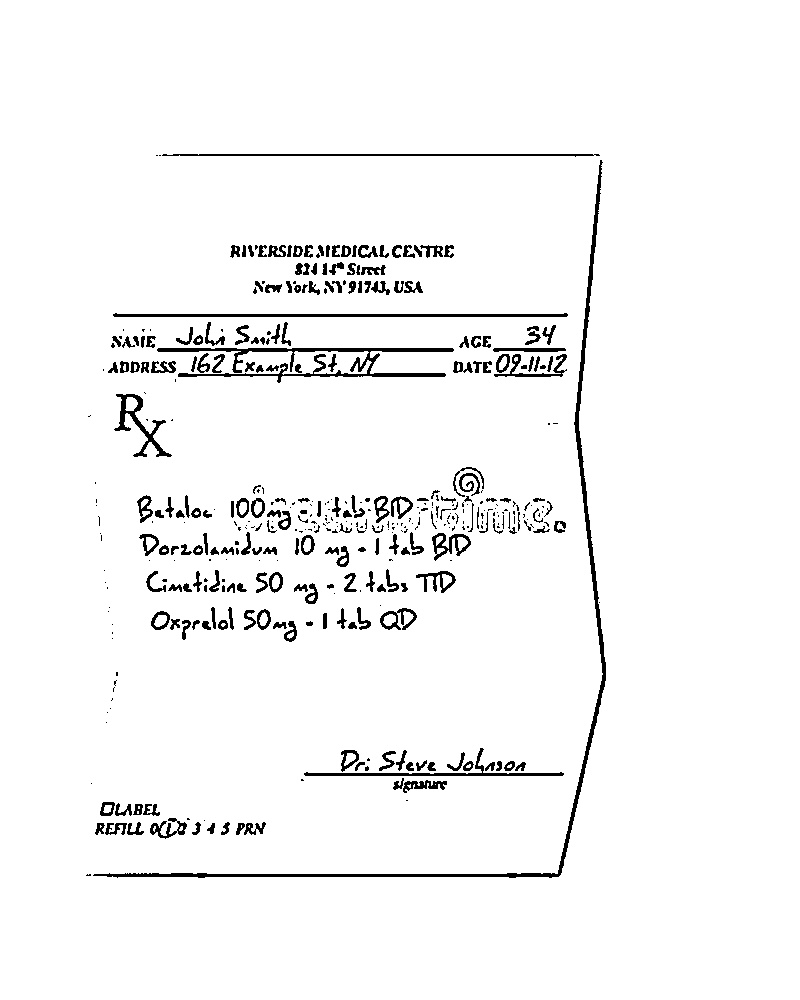 RIVERSIDE MEDICAL CENTRE
824 14th Street
New York, NY 91743, USA
NAME John Smith AGE 34
ADDRESS 162 Example St, NY DATE 09-11-12
Rx
dreamstime.
Betaloc 100mg - 1 tab BID
Dorzolamidum 10 mg - 1 tab BID
Cimetidine 50 mg - 2 tabs TID
Oxprelol 50mg - 1 tab QD
Dr. Steve Johnson
signature
LABEL
REFILL 0 1 2 3 4 5 PRN